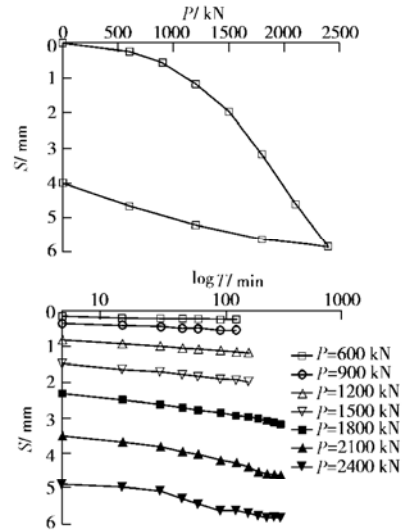 P/ kN
0 500 1000 1500 2000 2500
0
1
2
3
4
5
6
S/ mm
log T/ min
10 100 1000
0
1
2
3
4
5
6
S/ mm
P=600 kN
P=900 kN
P=1200 kN
P=1500 kN
P=1800 kN
P=2100 kN
P=2400 kN